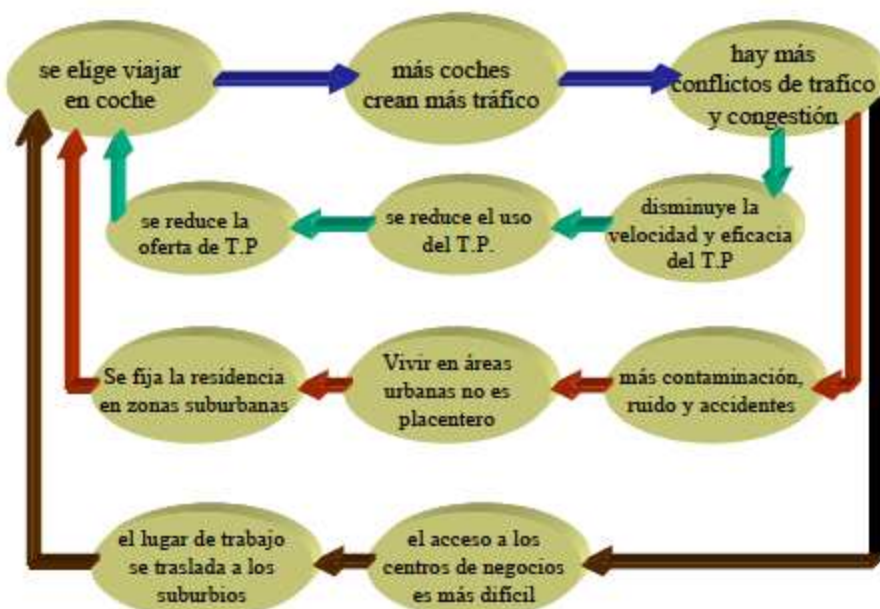 se elige viajar
en coche
más coches
crean más tráfico
hay más
conflictos de trafico
y congestión
se reduce la
oferta de T.P
se reduce el uso
del T.P.
disminuye la
velocidad y eficacia
del T.P
Se fija la residencia
en zonas suburbanas
Vivir en áreas
urbanas no es
placentero
más contaminación,
ruido y accidentes
el lugar de trabajo
se traslada a los
suburbios
el acceso a los
centros de negocios
es más difícil